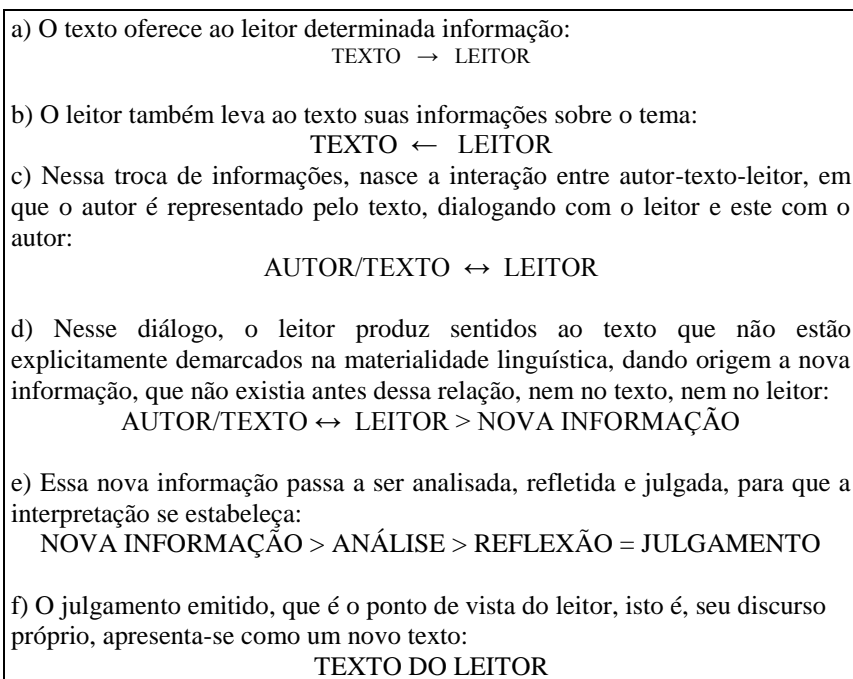 a) O texto oferece ao leitor determinada informação:
TEXTO → LEITOR
b) O leitor também leva ao texto suas informações sobre o tema:
TEXTO ← LEITOR
c) Nessa troca de informações, nasce a interação entre autor-texto-leitor, em
que o autor é representado pelo texto, dialogando com o leitor e este com o
autor:
AUTOR/TEXTO ↔ LEITOR
d) Nesse diálogo, o leitor produz sentidos ao texto que não estão
explicitamente demarcados na materialidade linguística, dando origem a nova
informação, que não existia antes dessa relação, nem no texto, nem no leitor:
AUTOR/TEXTO ↔ LEITOR > NOVA INFORMAÇÃO
e) Essa nova informação passa a ser analisada, refletida e julgada, para que a
interpretação se estabeleça:
NOVA INFORMAÇÃO > ANÁLISE > REFLEXÃO = JULGAMENTO
f) O julgamento emitido, que é o ponto de vista do leitor, isto é, seu discurso
próprio, apresenta-se como um novo texto:
TEXTO DO LEITOR